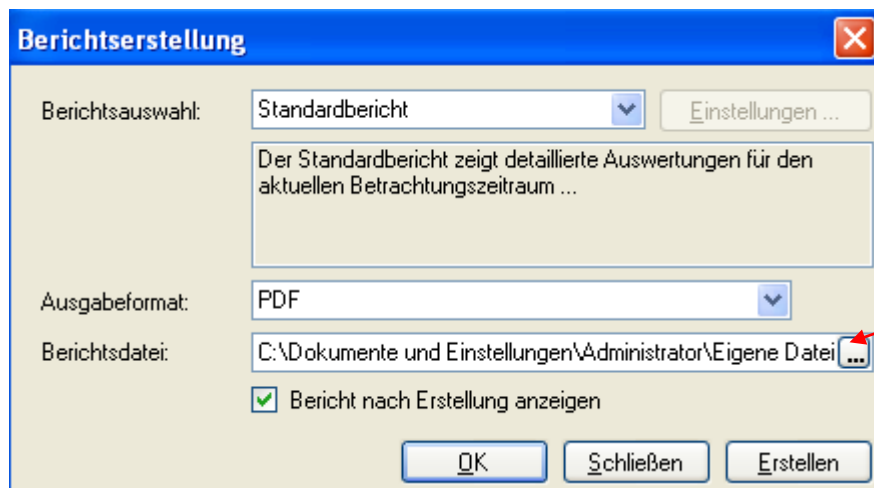 Berichtserstellung
Berichtsauswahl: Standardbericht Einstellungen ...
Der Standardbericht zeigt detaillierte Auswertungen für den
aktuellen Betrachtungszeitraum ...
Ausgabeformat: PDF
Berichtsdatei: C:\Dokumente und Einstellungen\Administrator\Eigene Datei ...
Bericht nach Erstellung anzeigen
OK Schließen Erstellen